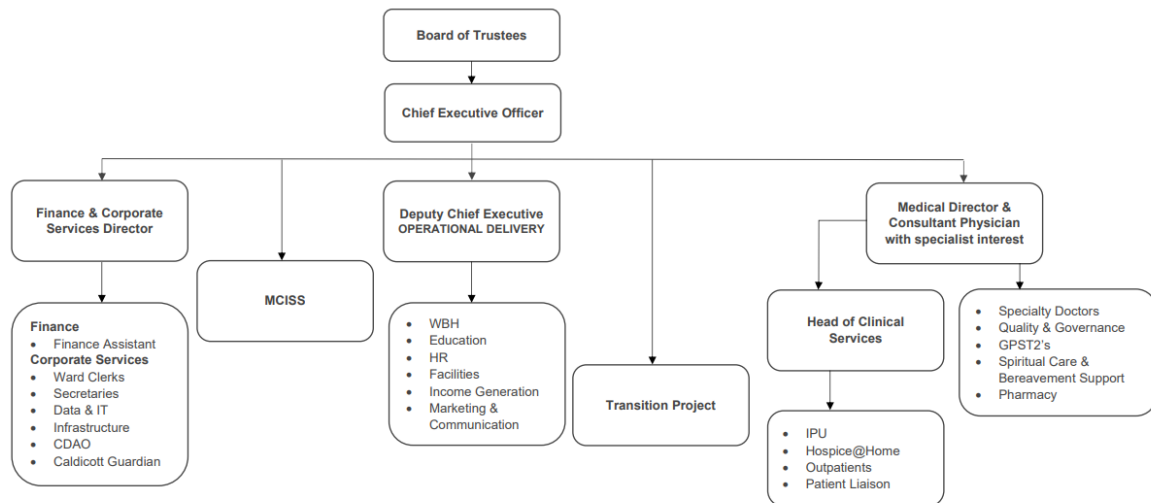 Board of Trustees
Chief Executive Officer
Finance & Corporate
Services Director
MCISS
Deputy Chief Executive
OPERATIONAL DELIVERY
Transition Project
Medical Director &
Consultant Physician
with specialist interest
Finance
• Finance Assistant
Corporate Services
• Ward Clerks
• Secretaries
• Data & IT
• Infrastructure
• CDAO
• Caldicott Guardian
• WBH
• Education
• HR
• Facilities
• Income Generation
• Marketing &
Communication
Head of Clinical
Services
• Specialty Doctors
• Quality & Governance
• GPST2's
• Spiritual Care &
Bereavement Support
• Pharmacy
• IPU
• Hospice@Home
• Outpatients
• Patient Liaison